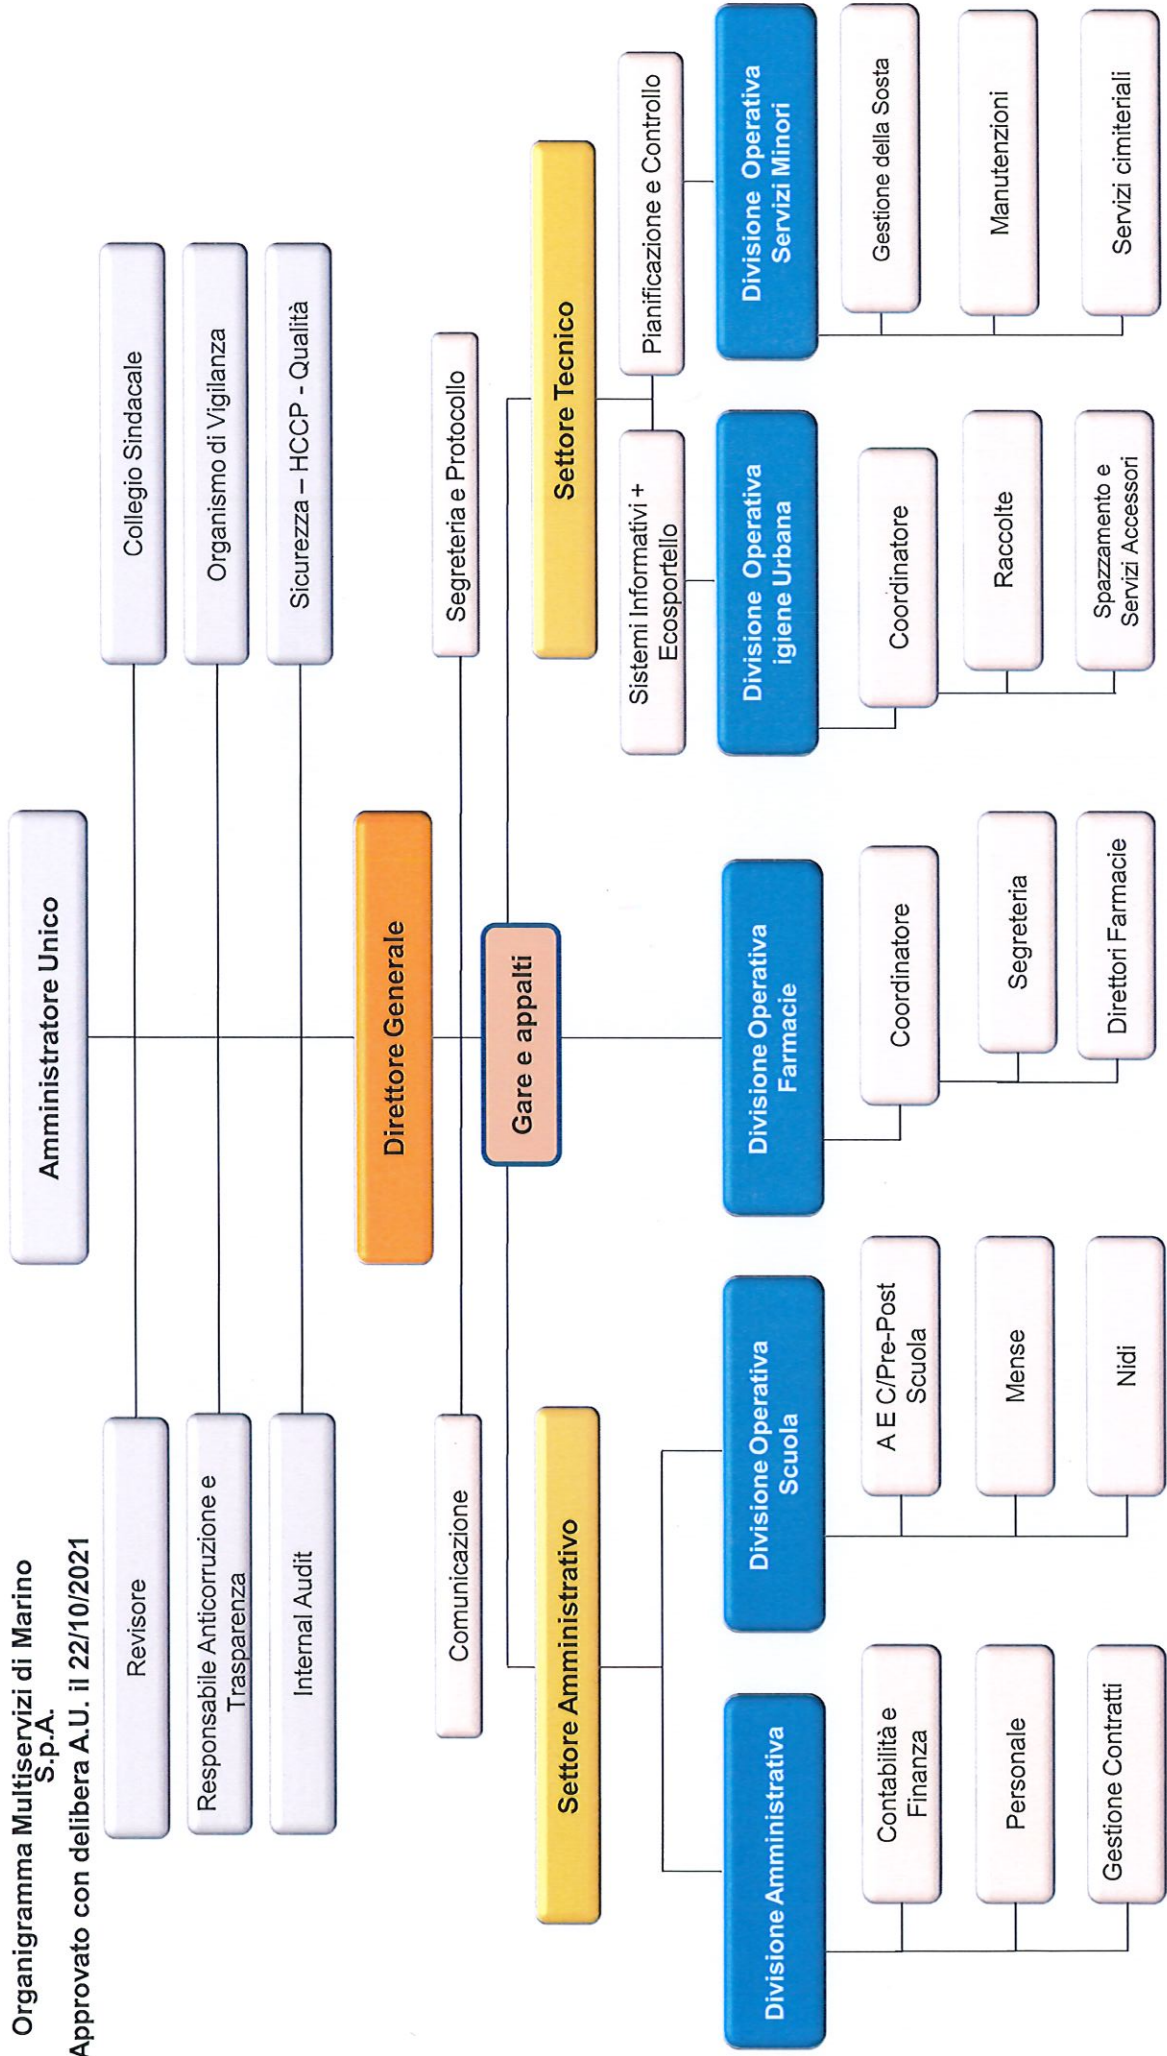 Organigramma Multiservizi di Marino
S.p.A.
Approvato con delibera A.U. il 22/10/2021
Amministratore Unico
Revisore
Collegio Sindacale
Responsabile Anticorruzione e
Trasparenza
Organismo di Vigilanza
Internal Audit
Sicurezza – HCCP - Qualità
Direttore Generale
Comunicazione
Segreteria e Protocollo
Gare e appalti
Settore Amministrativo
Settore Tecnico
Sistemi Informativi +
Ecosportello
Pianificazione e Controllo
Divisione Amministrativa
Contabilità e
Finanza
Personale
Gestione Contratti
Divisione Operativa
Scuola
A E C/Pre-Post
Scuola
Mense
Nidi
Divisione Operativa
Farmacie
Coordinatore
Segreteria
Direttori Farmacie
Divisione Operativa
igiene Urbana
Coordinatore
Raccolte
Spazzamento e
Servizi Accessori
Divisione Operativa
Servizi Minori
Gestione della Sosta
Manutenzioni
Servizi cimiteriali